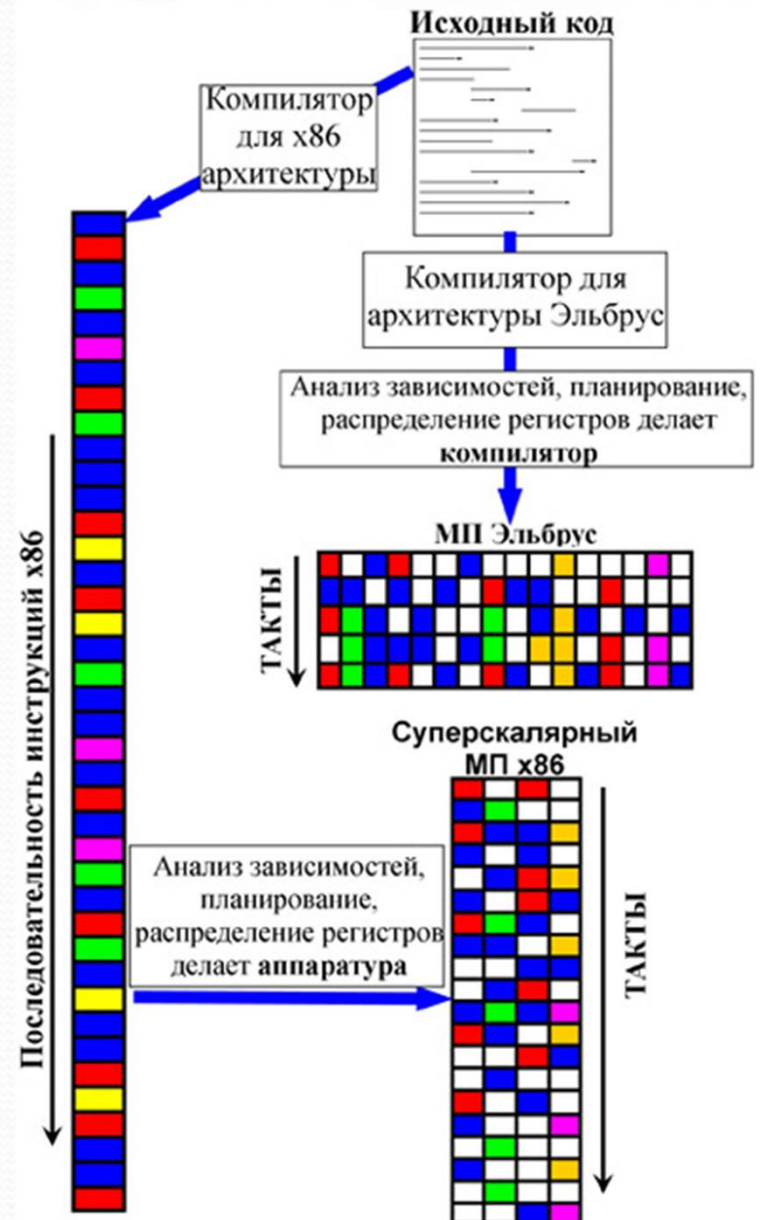 Исходный код
Компилятор
для x86
архитектуры
Компилятор для
архитектуры Эльбрус
Анализ зависимостей, планирование,
распределение регистров делает
компилятор
МП Эльбрус
ТАКТЫ
Последовательность инструкций x86
Суперскалярный
МП x86
Анализ зависимостей,
планирование,
распределение регистров
делает аппаратура
ТАКТЫ